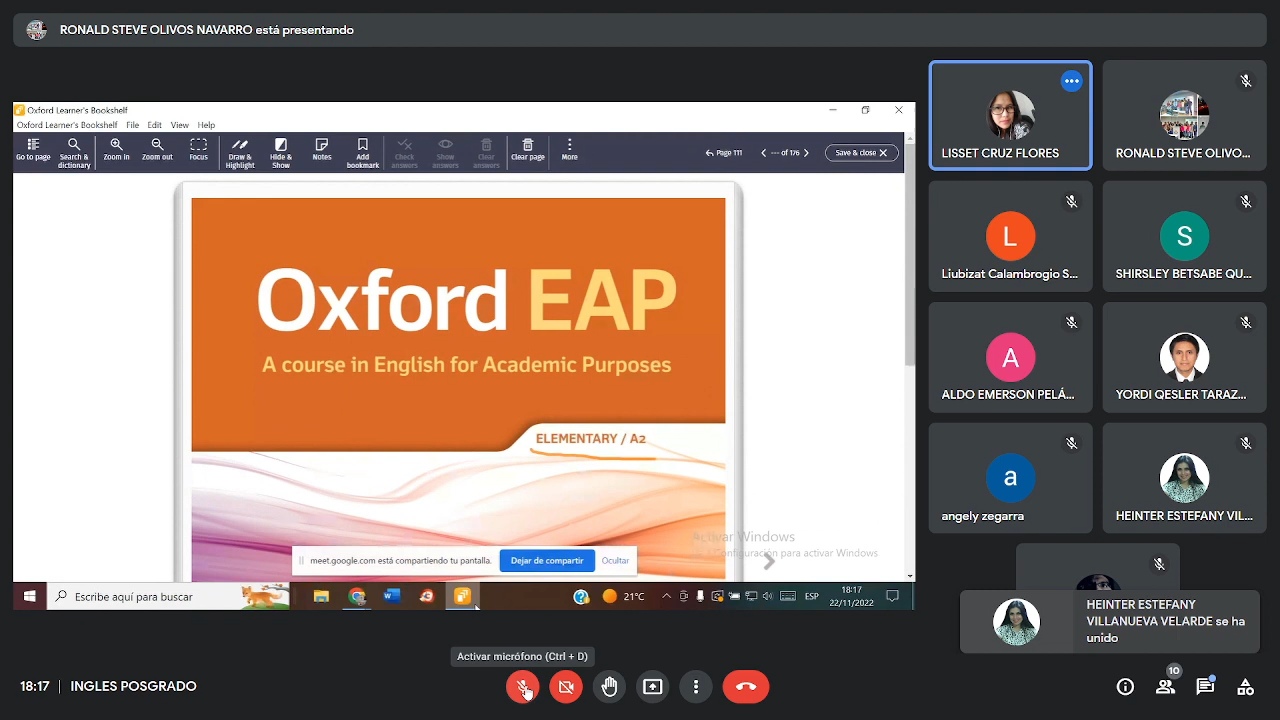 RONALD STEVE OLIVOS NAVARRO está presentando
Oxford Learner's Bookshelf
Oxford Learner's Bookshelf File Edit View Help
Go to page
Search & dictionary
Zoom in
Zoom out
Focus
Draw & Highlight
Hide & Show
Notes
Add bookmark
Check answers
Show answers
Clear answers
Clear page
More
Page 111
--- of 176
Save & close
Oxford EAP
A course in English for Academic Purposes
ELEMENTARY / A2
Activar Windows
Configuración para activar Windows.
meet.google.com está compartiendo tu pantalla.
Dejar de compartir
Ocultar
Escribe aquí para buscar
21°C
ESP
18:17
22/11/2022
LISSET CRUZ FLORES
RONALD STEVE OLIVO...
L
Liubizat Calambrogio S...
S
SHIRSLEY BETSABE QU...
A
ALDO EMERSON PELÁ...
YORDI QESLER TARAZ...
a
angely zegarra
HEINTER ESTEFANY VIL...
HEINTER ESTEFANY
VILLANUEVA VELARDE se ha
unido
Activar micrófono (Ctrl + D)
18:17 | INGLES POSGRADO
10